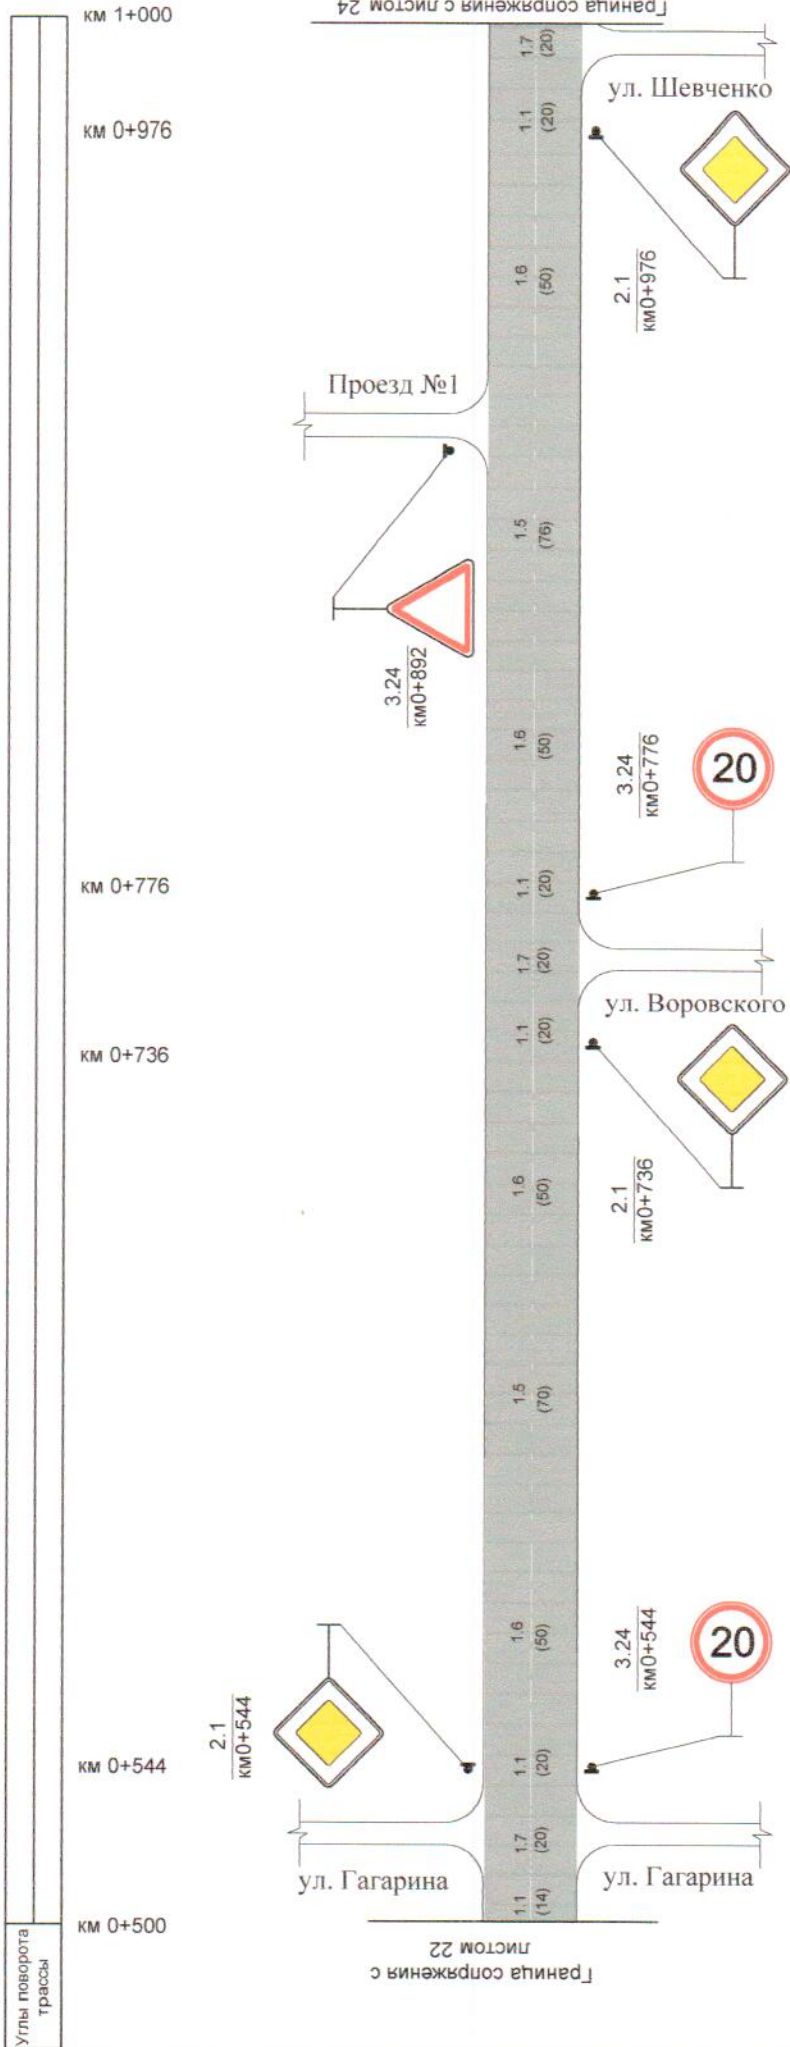 Граница сопряжения с листом 24
км 1+000
1.7
(20)
ул. Шевченко
км 0+976
1.1
(20)
2.1
км0+976
1.6
(50)
Проезд №1
1.5
(76)
3.24
км0+892
1.6
(50)
3.24
км0+776
20
км 0+776
1.1
(20)
1.7
(20)
ул. Воровского
км 0+736
1.1
(20)
2.1
км0+736
1.6
(50)
1.5
(70)
1.6
(50)
3.24
км0+544
20
2.1
км0+544
км 0+544
1.1
(20)
1.7
(20)
ул. Гагарина
ул. Гагарина
1.1
(14)
км 0+500
Граница сопряжения с
листом 22
Углы поворота
трассы